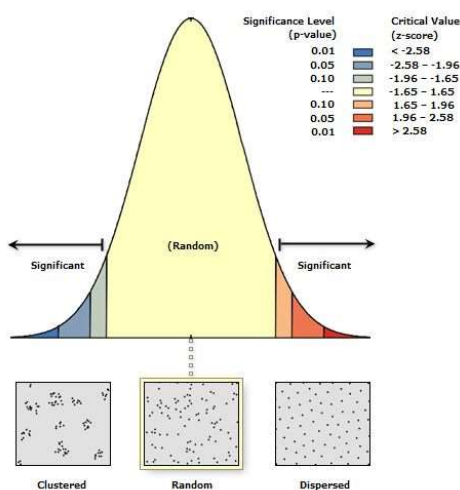 Significance Level Critical Value
(p-value) (z-score)
0.01 < -2.58
0.05 -2.58 – -1.96
0.10 -1.96 – -1.65
--- -1.65 – 1.65
0.10 1.65 – 1.96
0.05 1.96 – 2.58
0.01 > 2.58
(Random)
Significant Significant
Clustered Random Dispersed